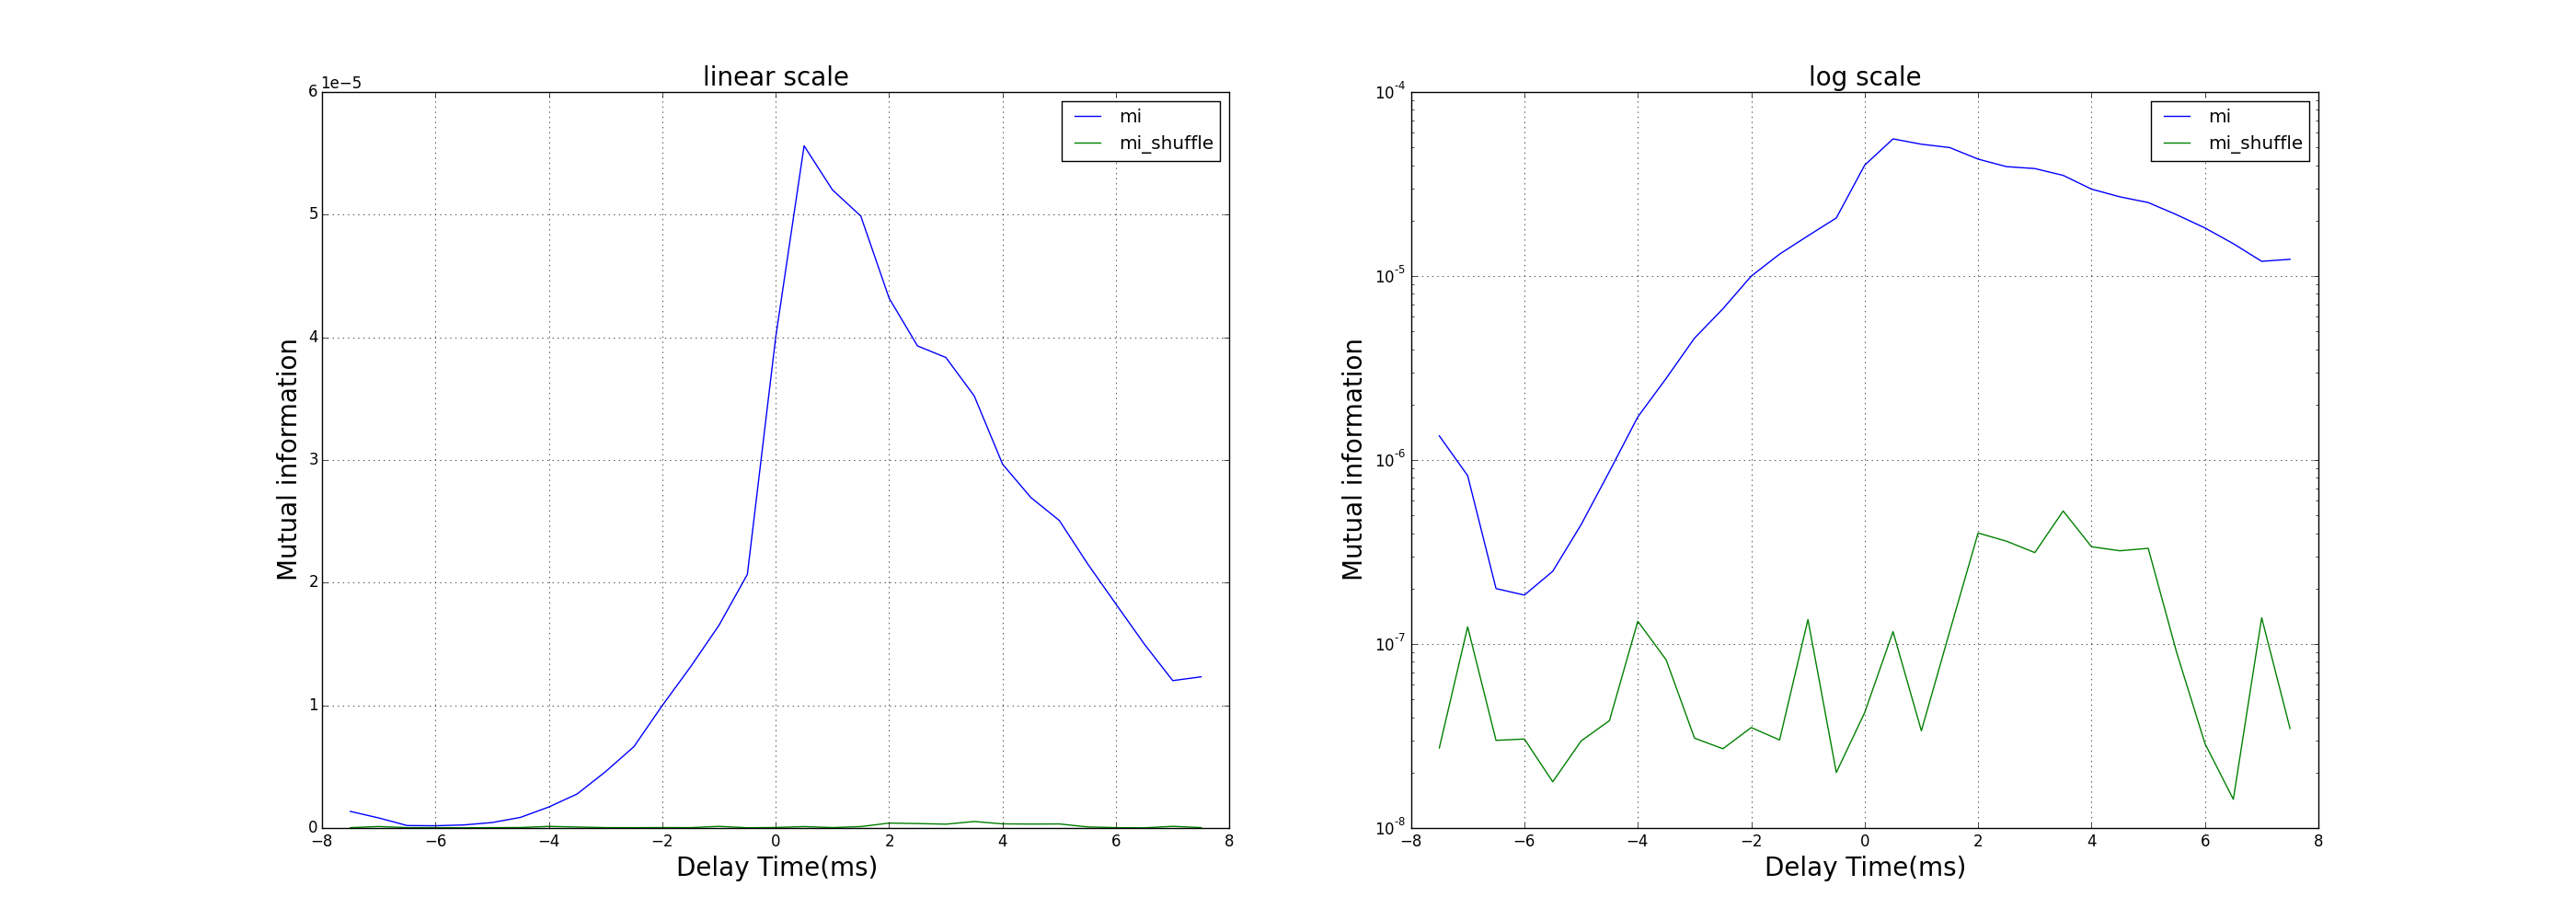 linear scale
1e−5
6
5
4
3
2
1
0
−8 −6 −4 −2 0 2 4 6 8
Delay Time(ms)
Mutual information
mi
mi_shuffle
log scale
10-4
10-5
10-6
10-7
10-8
−8 −6 −4 −2 0 2 4 6 8
Delay Time(ms)
Mutual information
mi
mi_shuffle